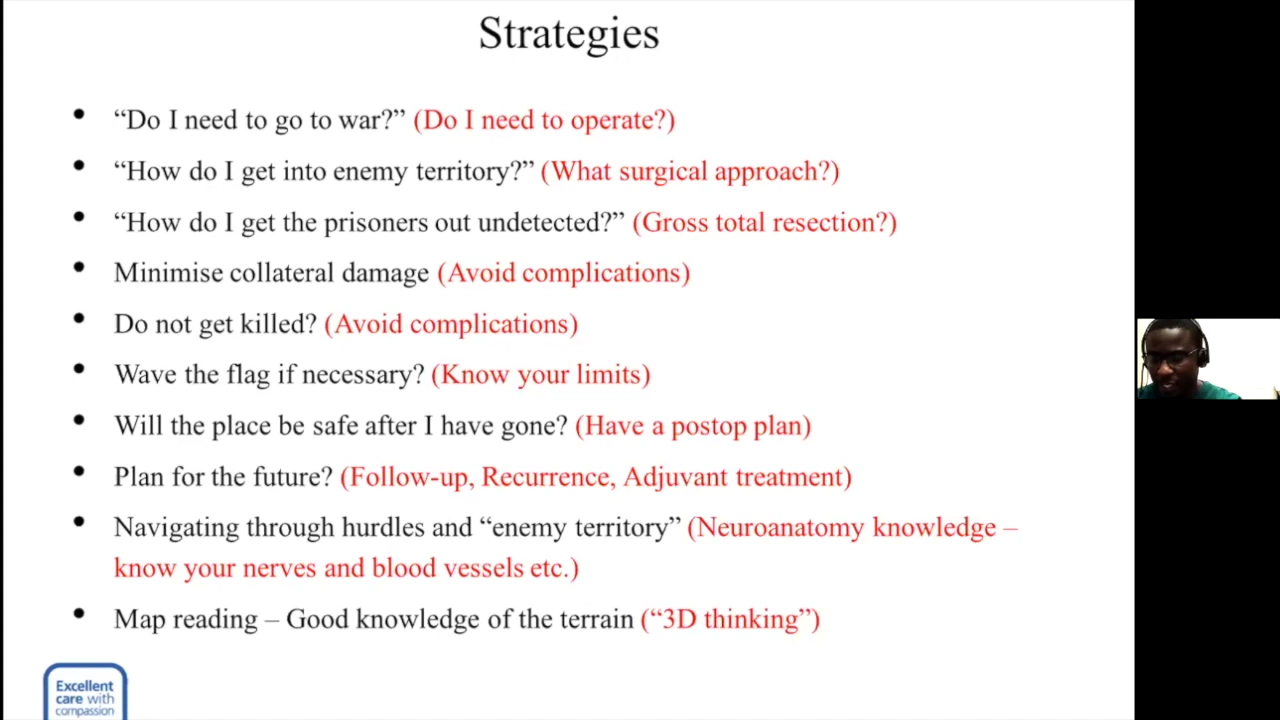 Strategies
• “Do I need to go to war?” (Do I need to operate?)
• “How do I get into enemy territory?” (What surgical approach?)
• “How do I get the prisoners out undetected?” (Gross total resection?)
• Minimise collateral damage (Avoid complications)
• Do not get killed? (Avoid complications)
• Wave the flag if necessary? (Know your limits)
• Will the place be safe after I have gone? (Have a postop plan)
• Plan for the future? (Follow-up, Recurrence, Adjuvant treatment)
• Navigating through hurdles and “enemy territory” (Neuroanatomy knowledge –
know your nerves and blood vessels etc.)
• Map reading – Good knowledge of the terrain (“3D thinking”)
Excellent
care with
compassion